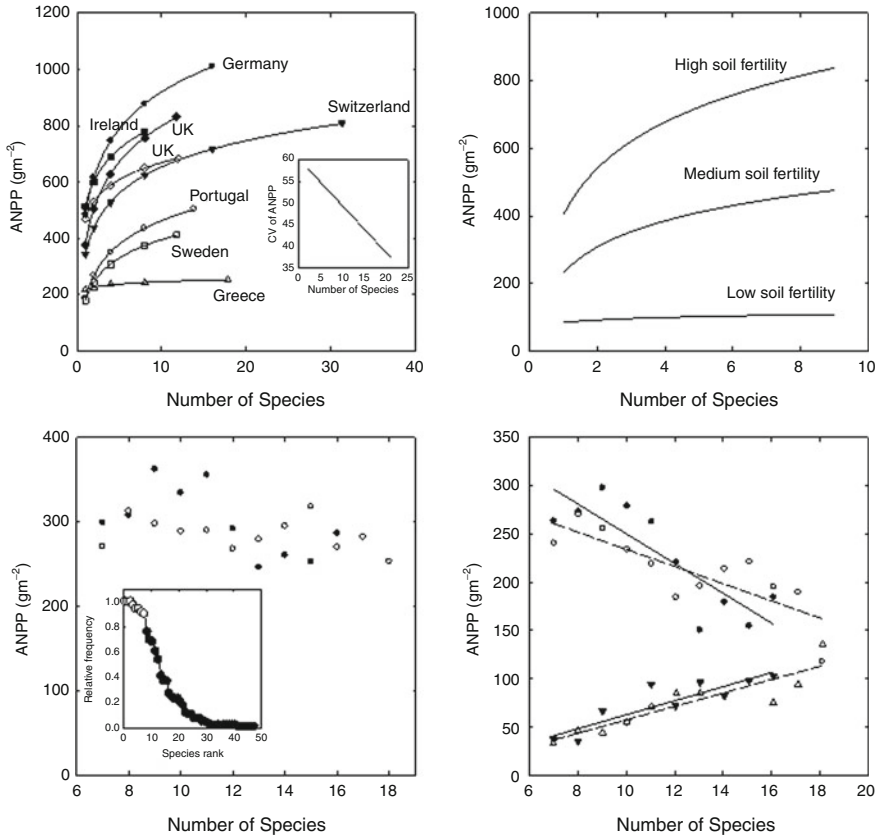 1200
1000
800
600
400
200
0
ANPP (gm⁻²)
Germany
Switzerland
Ireland
UK
UK
Portugal
Sweden
Greece
60
55
50
45
40
35
CV of ANPP
0 5 10 15 20 25
Number of Species
0 10 20 30 40
Number of Species
1000
800
600
400
200
0
ANPP (gm⁻²)
High soil fertility
Medium soil fertility
Low soil fertility
0 2 4 6 8 10
Number of Species
400
300
200
100
0
ANPP (gm⁻²)
1.0
0.8
0.6
0.4
0.2
0.0
Relative frequency
0 10 20 30 40 50
Species rank
6 8 10 12 14 16 18
Number of Species
350
300
250
200
150
100
50
0
ANPP (gm⁻²)
6 8 10 12 14 16 18 20
Number of Species